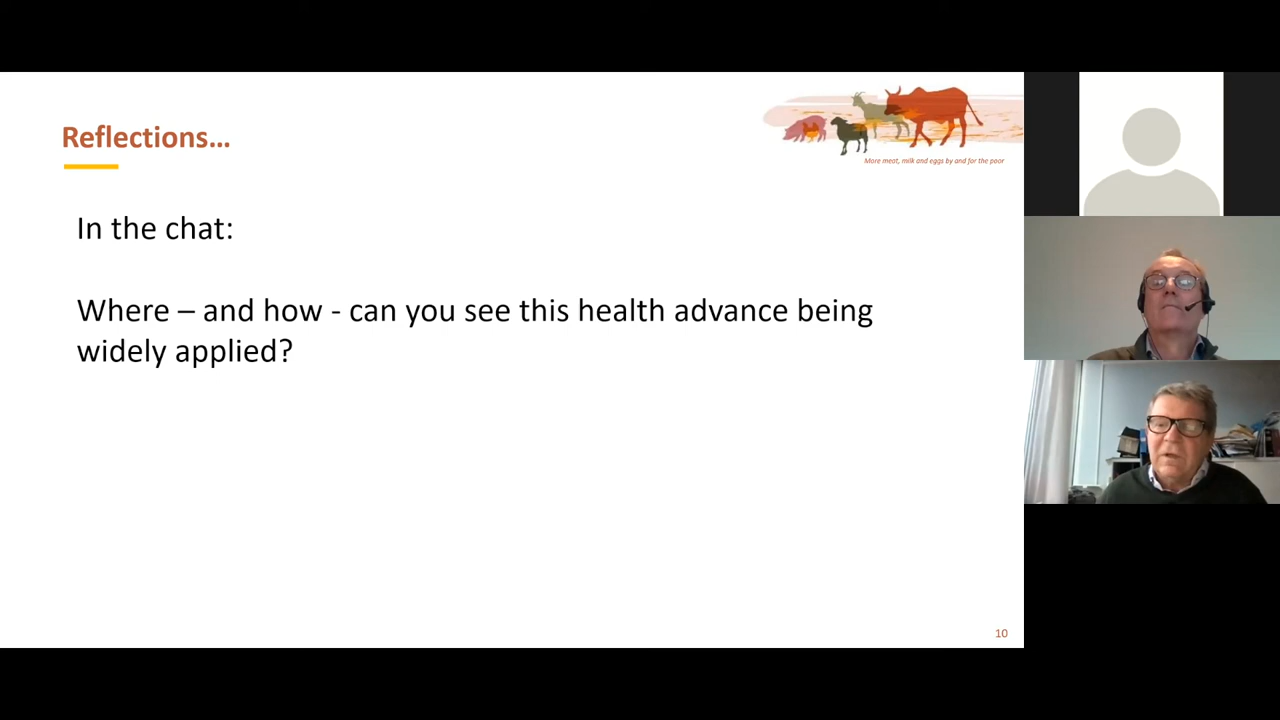 Reflections…
More meat, milk and eggs by and for the poor
In the chat:
Where – and how - can you see this health advance being
widely applied?
10